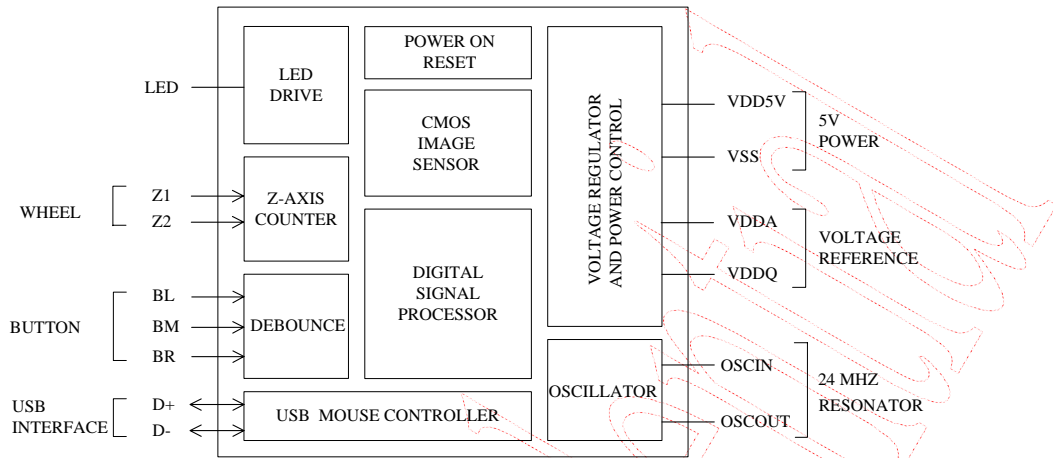 LED
WHEEL
Z1
Z2
BUTTON
BL
BM
BR
USB
INTERFACE
D+
D-
LED
DRIVE
Z-AXIS
COUNTER
DEBOUNCE
USB MOUSE CONTROLLER
POWER ON
RESET
CMOS
IMAGE
SENSOR
DIGITAL
SIGNAL
PROCESSOR
VOLTAGE REGULATOR
AND POWER CONTROL
OSCILLATOR
VDD5V
VSS
5V
POWER
VDDA
VDDQ
VOLTAGE
REFERENCE
OSCIN
OSCOUT
24 MHZ
RESONATOR